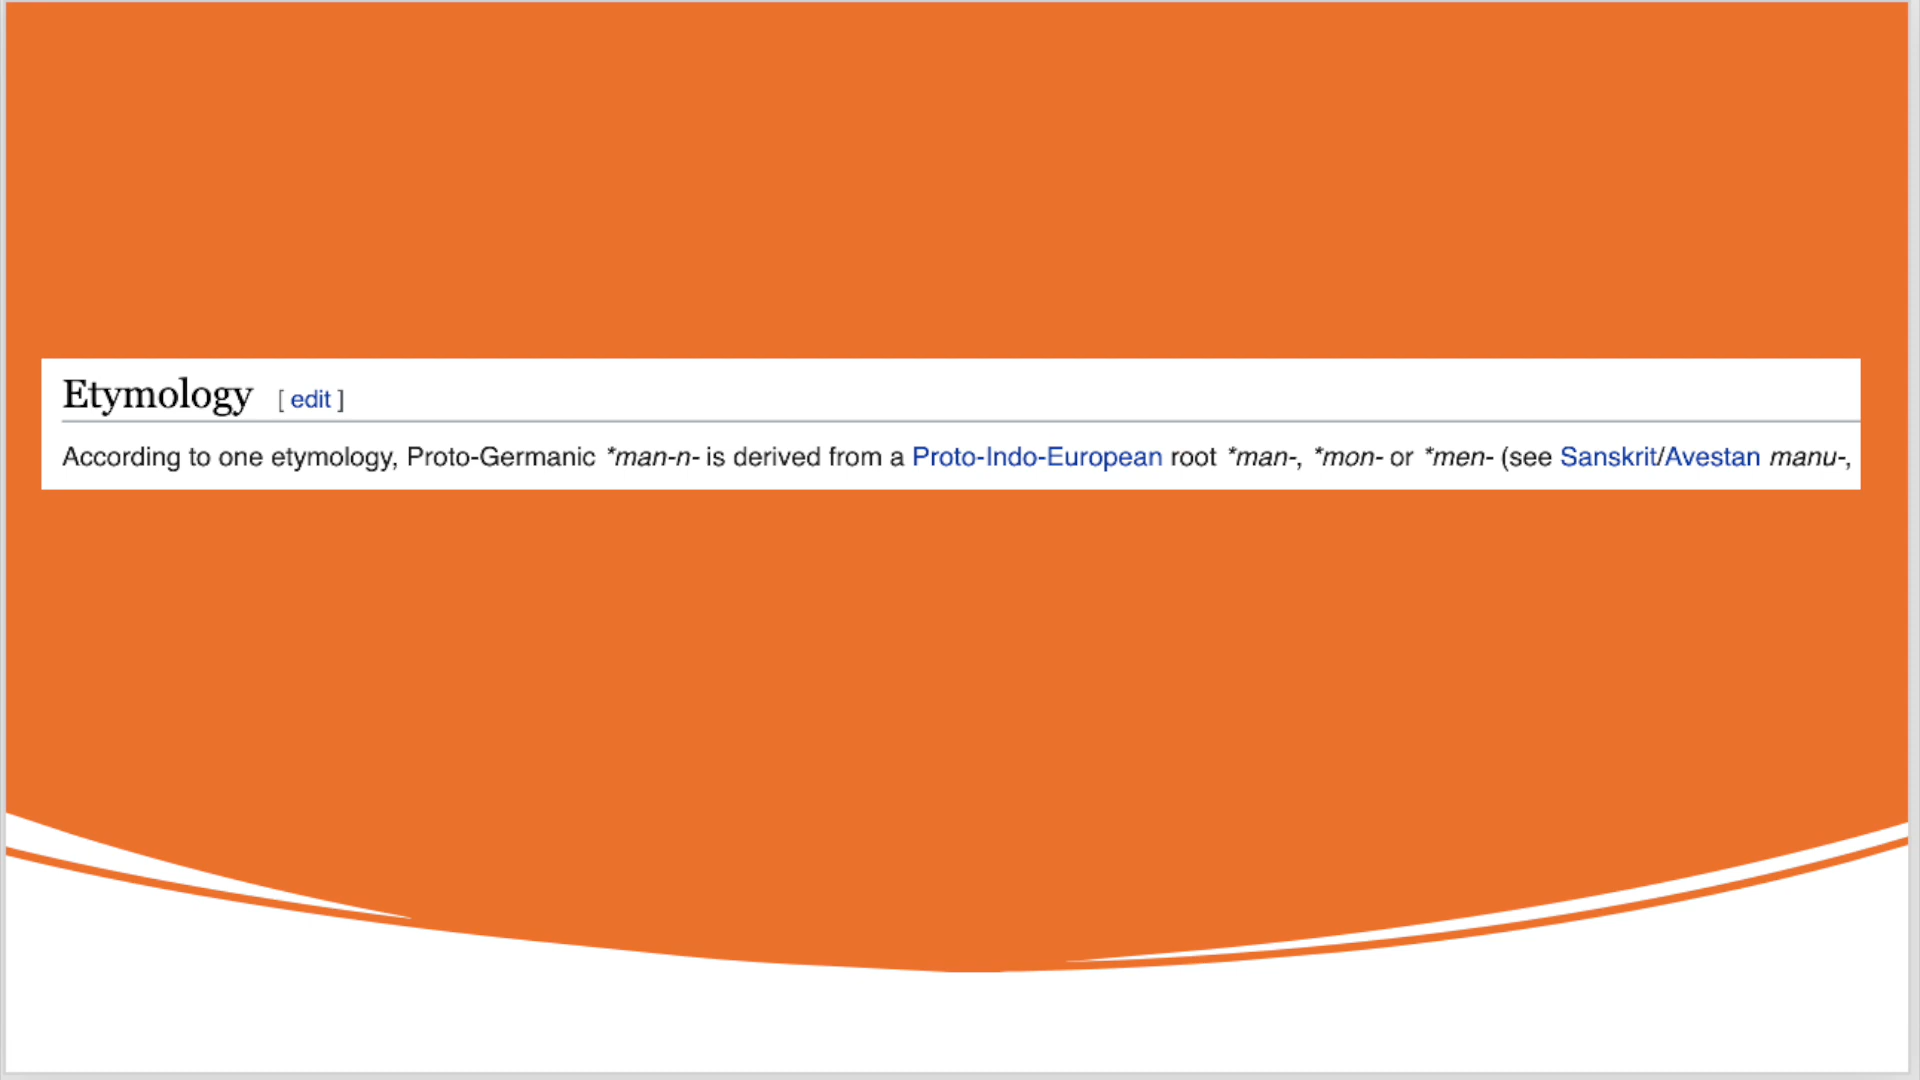 Etymology [ edit ]
According to one etymology, Proto-Germanic *man-n- is derived from a Proto-Indo-European root *man-, *mon- or *men- (see Sanskrit/Avestan manu-,